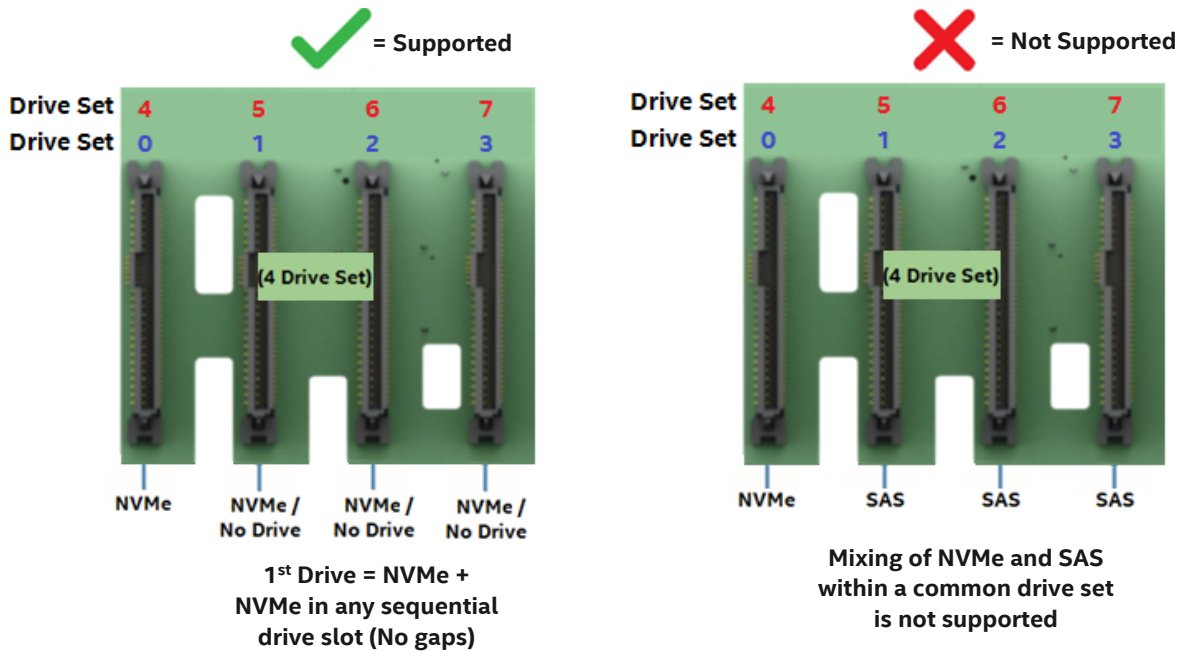 = Supported
Drive Set 4 5 6 7
Drive Set 0 1 2 3
(4 Drive Set)
NVMe
NVMe /
No Drive
NVMe /
No Drive
NVMe /
No Drive
1st Drive = NVMe +
NVMe in any sequential
drive slot (No gaps)
= Not Supported
Drive Set 4 5 6 7
Drive Set 0 1 2 3
(4 Drive Set)
NVMe
SAS
SAS
SAS
Mixing of NVMe and SAS
within a common drive set
is not supported